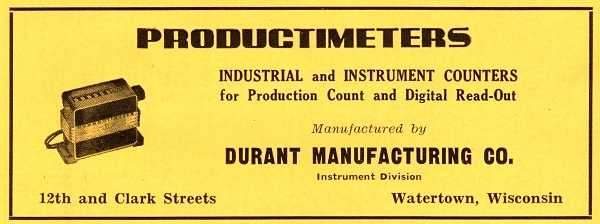 PRODUCTIMETERS
INDUSTRIAL and INSTRUMENT COUNTERS
for Production Count and Digital Read-Out
Manufactured by
DURANT MANUFACTURING CO.
Instrument Division
12th and Clark Streets
Watertown, Wisconsin